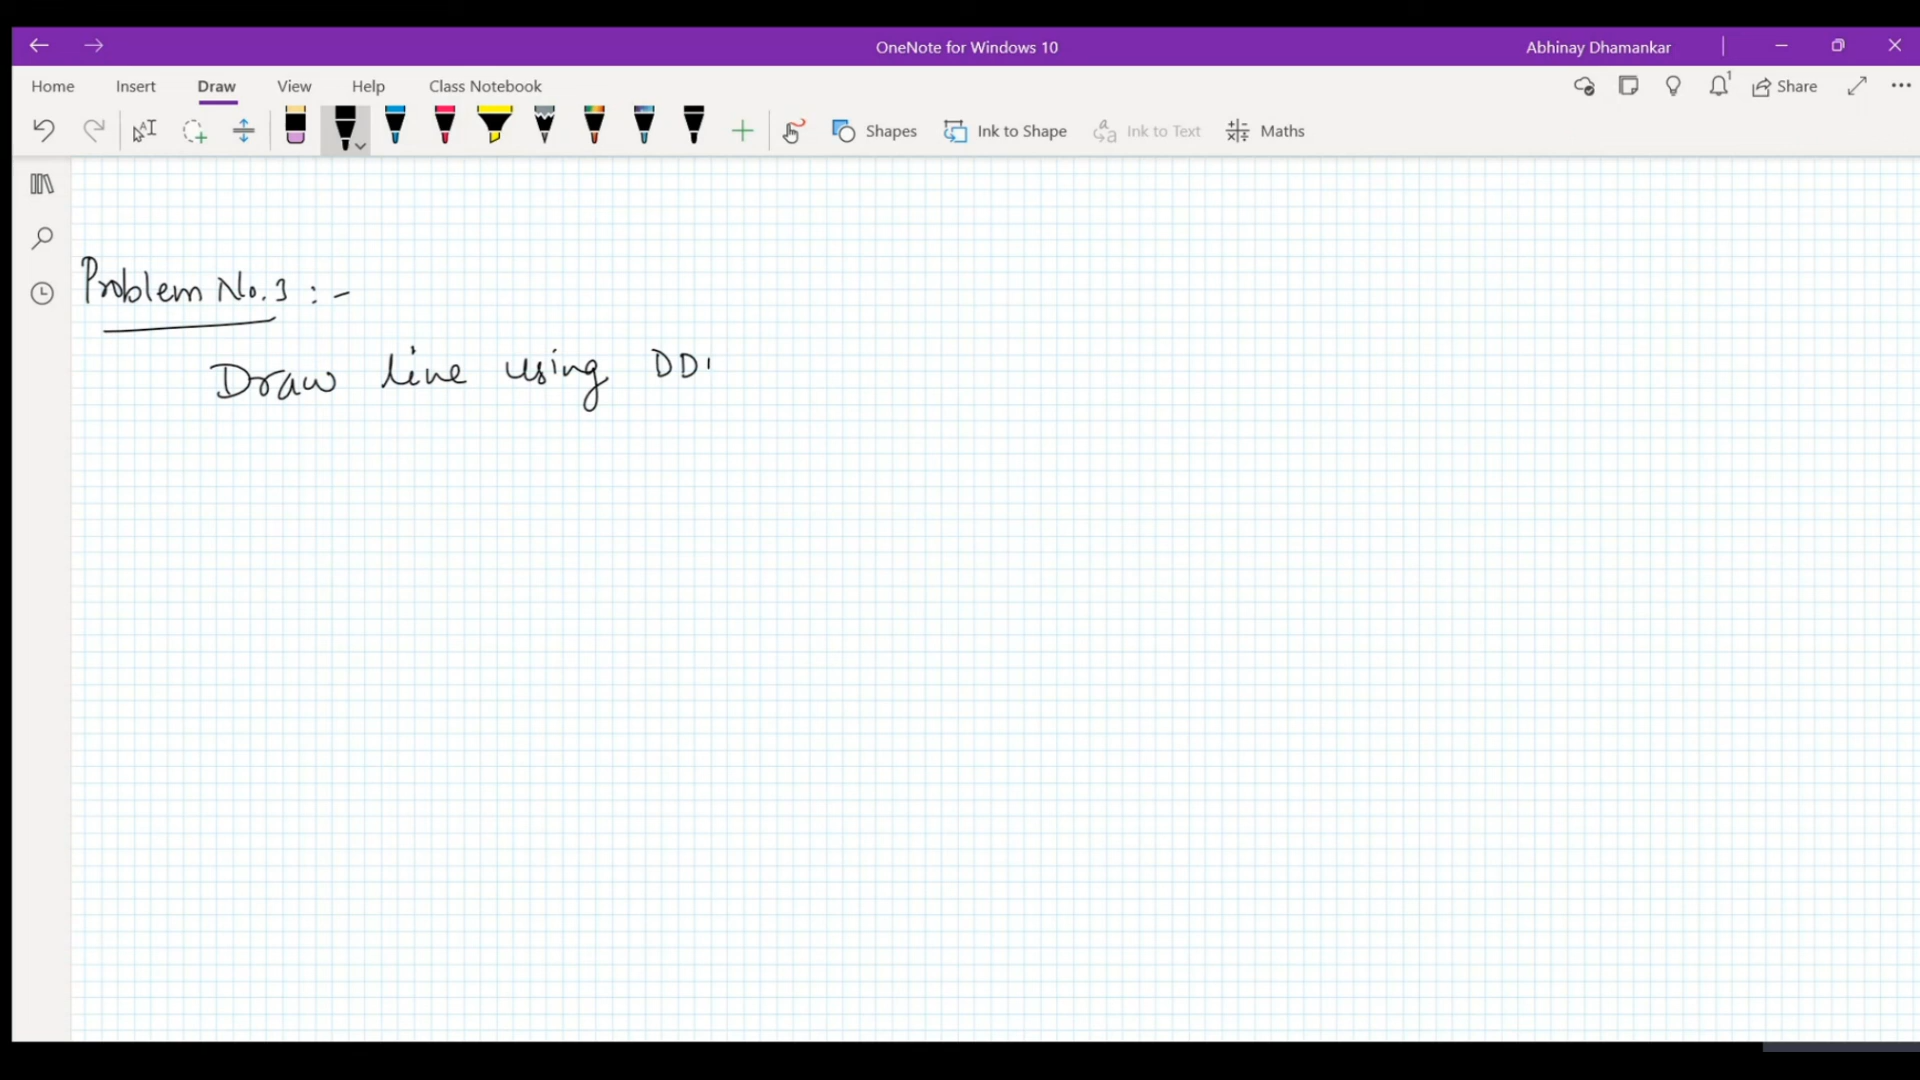 OneNote for Windows 10
Abhinay Dhamankar
Home Insert Draw View Help Class Notebook
1 Share
Shapes Ink to Shape Ink to Text Maths
Problem No. 3 : -
Draw line using DD